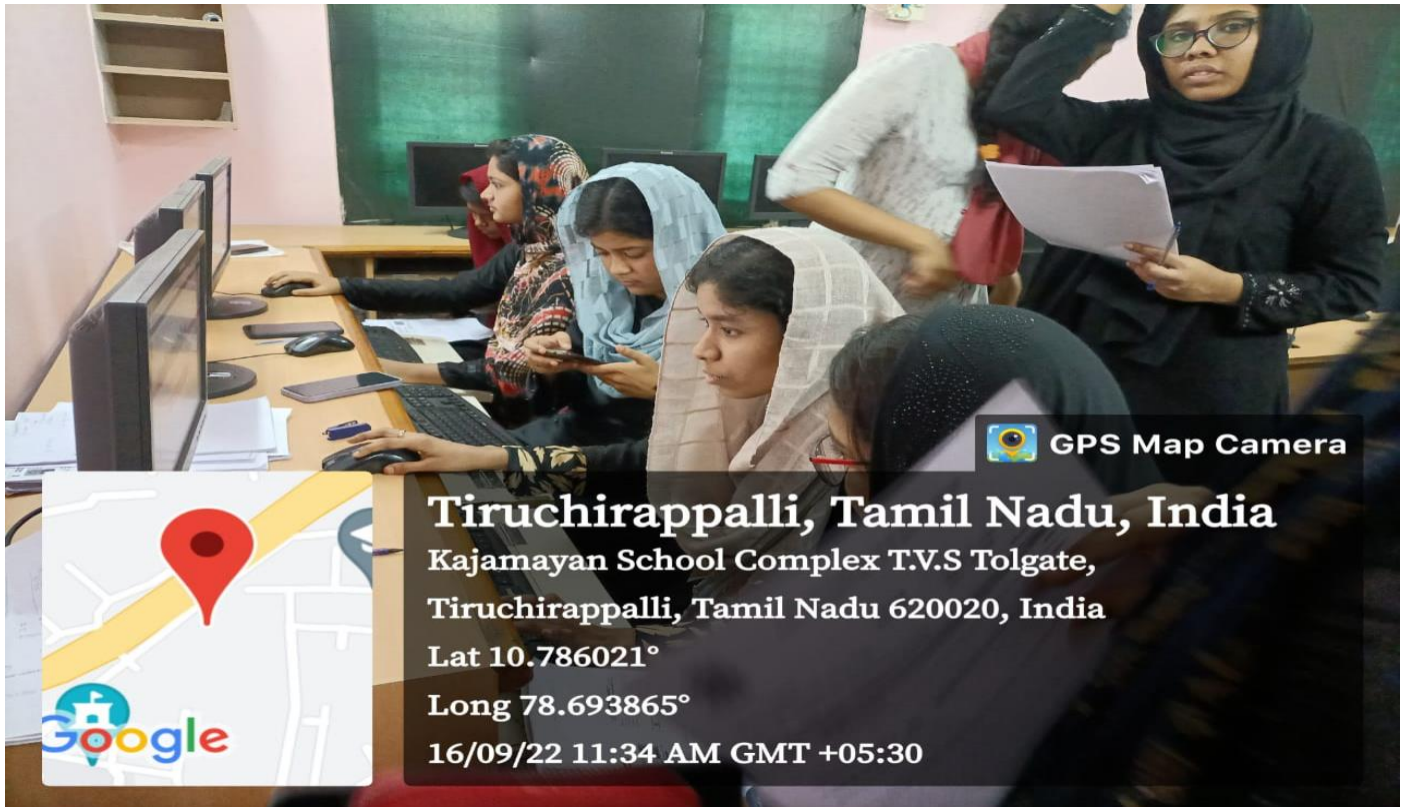 GPS Map Camera
Tiruchirappalli, Tamil Nadu, India
Kajamayan School Complex T.V.S Tolgate,
Tiruchirappalli, Tamil Nadu 620020, India
Lat 10.786021°
Long 78.693865°
16/09/22 11:34 AM GMT +05:30
Google